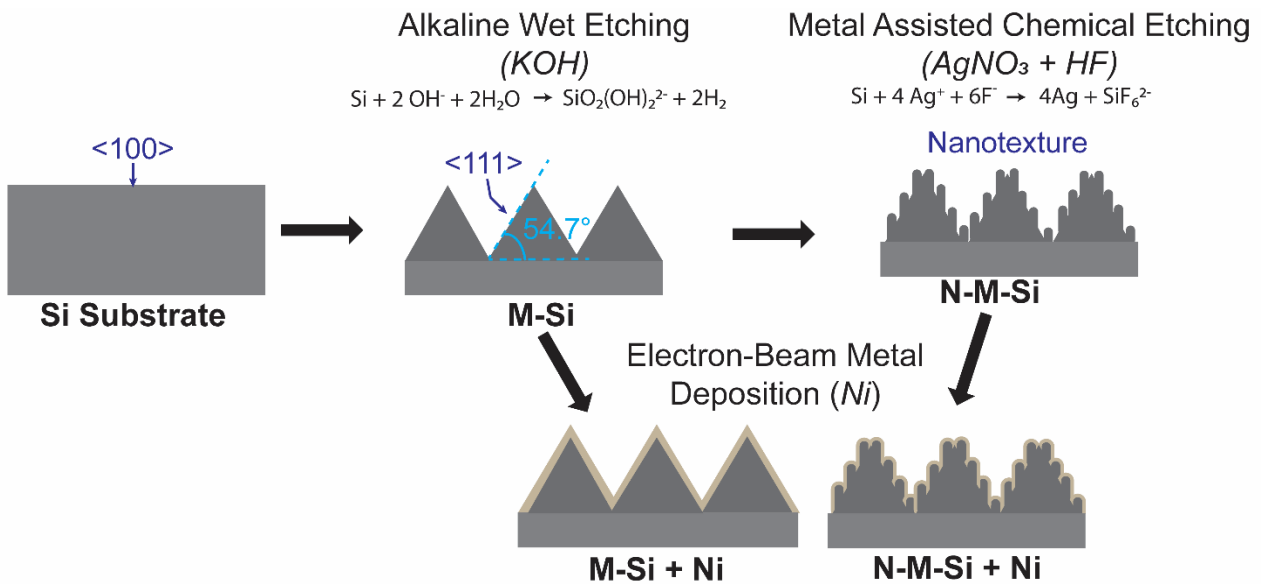 Alkaline Wet Etching
(KOH)
Si + 2 OH⁻ + 2H₂O → SiO₂(OH)₂²⁻ + 2H₂
Metal Assisted Chemical Etching
(AgNO₃ + HF)
Si + 4 Ag⁺ + 6F⁻ → 4Ag + SiF₆²⁻
<100>
Si Substrate
<111>
54.7°
M-Si
Nanotexture
N-M-Si
Electron-Beam Metal
Deposition (Ni)
M-Si + Ni
N-M-Si + Ni